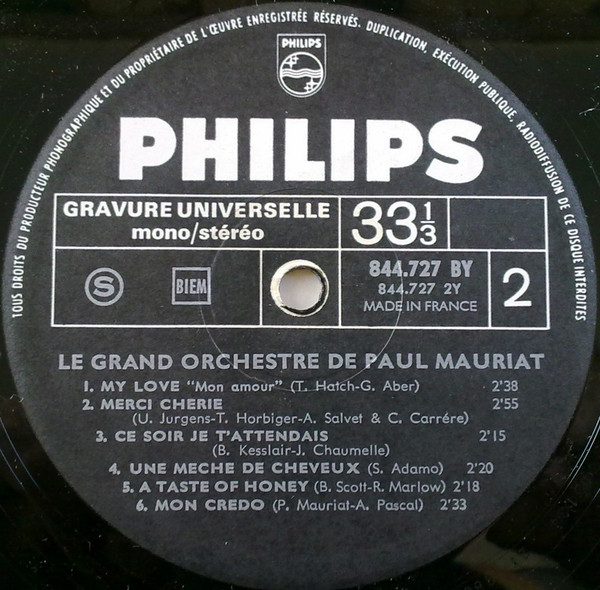 TOUS DROITS DU PRODUCTEUR PHONOGRAPHIQUE ET DU PROPRIÉTAIRE DE L'ŒUVRE ENREGISTRÉE RÉSERVÉS. DUPLICATION, EXÉCUTION PUBLIQUE, RADIODIFFUSION DE CE DISQUE INTERDITES
PHILIPS
PHILIPS
GRAVURE UNIVERSELLE
mono/stéréo
33 1/3
S
BIEM
844.727 BY
844.727 2Y
MADE IN FRANCE
2
LE GRAND ORCHESTRE DE PAUL MAURIAT
1. MY LOVE "Mon amour" (T. Hatch-G. Aber) 2'38
2. MERCI CHERIE 2'55
(U. Jurgens-T. Horbiger-A. Salvet & C. Carrére)
3. CE SOIR JE T'ATTENDAIS 2'15
(B. Kesslair-J. Chaumelle)
4. UNE MECHE DE CHEVEUX (S. Adamo) 2'20
5. A TASTE OF HONEY (B. Scott-R. Marlow) 2'18
6. MON CREDO (P. Mauriat-A. Pascal) 2'33